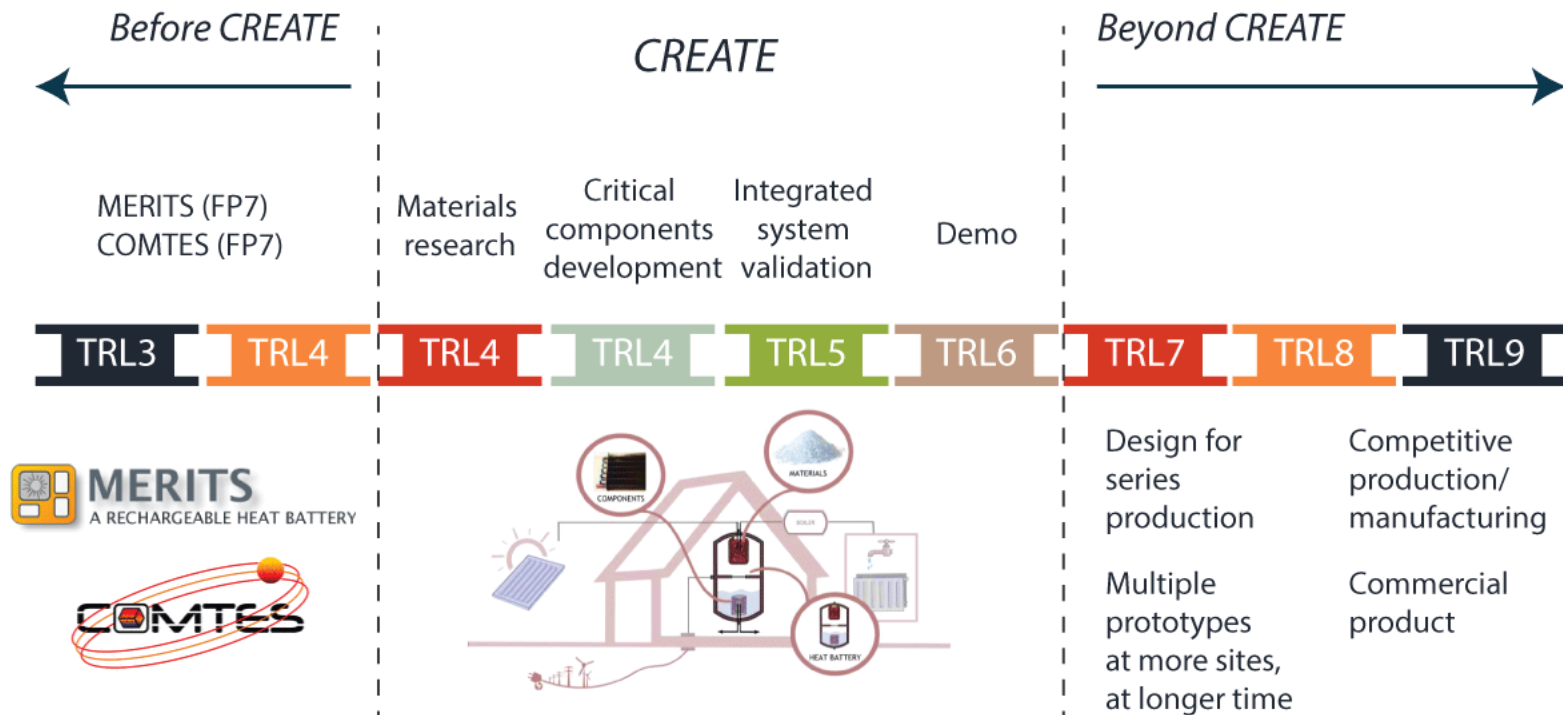 Before CREATE
CREATE
Beyond CREATE
MERITS (FP7)
COMTES (FP7)
Materials
research
Critical
components
development
Integrated
system
validation
Demo
TRL3
TRL4
TRL4
TRL4
TRL5
TRL6
TRL7
TRL8
TRL9
MERITS
A RECHARGEABLE HEAT BATTERY
COMTES
COMPONENTS
MATERIALS
BOILER
HEAT BATTERY
Design for
series
production
Multiple
prototypes
at more sites,
at longer time
Competitive
production/
manufacturing
Commercial
product